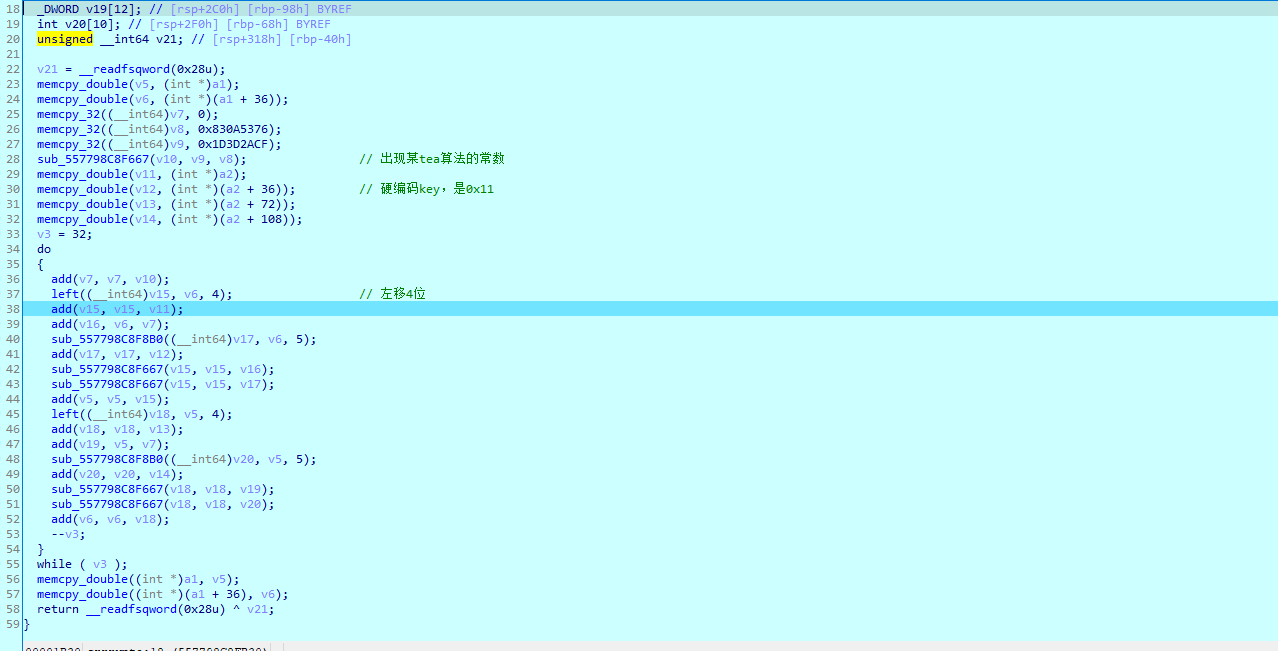 18 _DWORD v19[12]; // [rsp+2C0h] [rbp-98h] BYREF
19 int v20[10]; // [rsp+2F0h] [rbp-68h] BYREF
20 unsigned __int64 v21; // [rsp+318h] [rbp-40h]
21
22 v21 = __readfsqword(0x28u);
23 memcpy_double(v5, (int *)a1);
24 memcpy_double(v6, (int *)(a1 + 36));
25 memcpy_32((__int64)v7, 0);
26 memcpy_32((__int64)v8, 0x830A5376);
27 memcpy_32((__int64)v9, 0x1D3D2ACF);
28 sub_557798C8F667(v10, v9, v8); // 出现某tea算法的常数
29 memcpy_double(v11, (int *)a2);
30 memcpy_double(v12, (int *)(a2 + 36)); // 硬编码key，是0x11
31 memcpy_double(v13, (int *)(a2 + 72));
32 memcpy_double(v14, (int *)(a2 + 108));
33 v3 = 32;
34 do
35 {
36 add(v7, v7, v10);
37 left((__int64)v15, v6, 4); // 左移4位
38 add(v15, v15, v11);
39 add(v16, v6, v7);
40 sub_557798C8F8B0((__int64)v17, v6, 5);
41 add(v17, v17, v12);
42 sub_557798C8F667(v15, v15, v16);
43 sub_557798C8F667(v15, v15, v17);
44 add(v5, v5, v15);
45 left((__int64)v18, v5, 4);
46 add(v18, v18, v13);
47 add(v19, v5, v7);
48 sub_557798C8F8B0((__int64)v20, v5, 5);
49 add(v20, v20, v14);
50 sub_557798C8F667(v18, v18, v19);
51 sub_557798C8F667(v18, v18, v20);
52 add(v6, v6, v18);
53 --v3;
54 }
55 while ( v3 );
56 memcpy_double((int *)a1, v5);
57 memcpy_double((int *)(a1 + 36), v6);
58 return __readfsqword(0x28u) ^ v21;
59 }